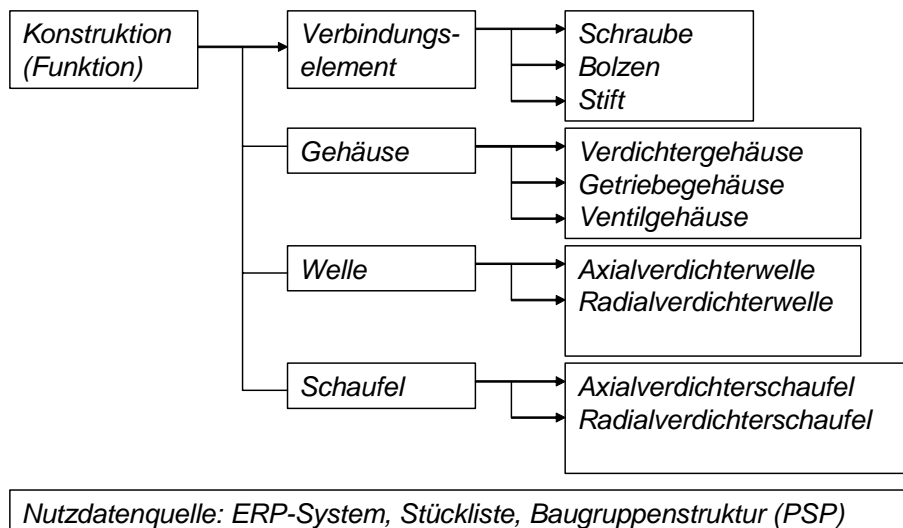 Konstruktion
(Funktion)
Verbindungs-
element
Schraube
Bolzen
Stift
Gehäuse
Verdichtergehäuse
Getriebegehäuse
Ventilgehäuse
Welle
Axialverdichterwelle
Radialverdichterwelle
Schaufel
Axialverdichterschaufel
Radialverdichterschaufel
Nutzdatenquelle: ERP-System, Stückliste, Baugruppenstruktur (PSP)